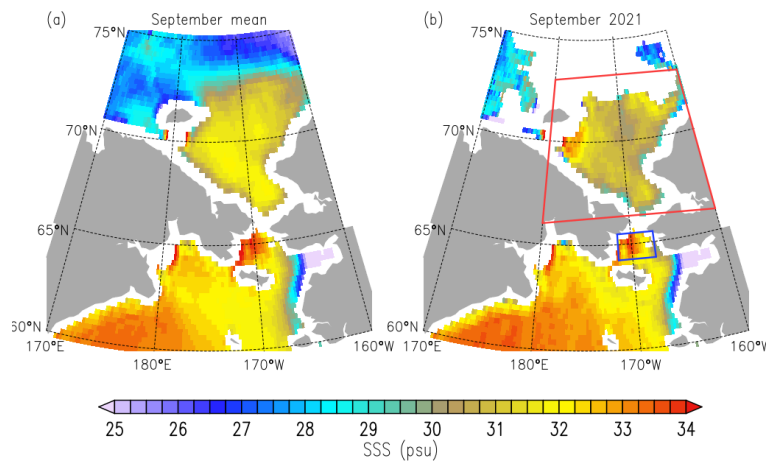 (a) September mean
(b) September 2021
75°N
75°N
70°N
70°N
65°N
65°N
60°N
60°N
170°E
180°E
170°W
160°W
170°E
180°E
170°W
160°W
25 26 27 28 29 30 31 32 33 34
SSS (psu)